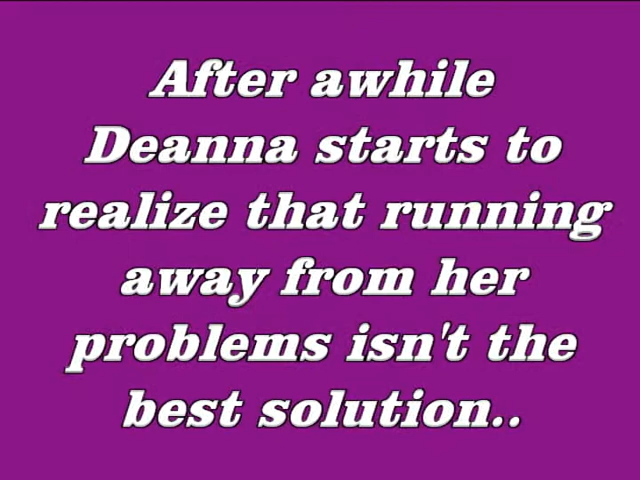 After awhile
Deanna starts to
realize that running
away from her
problems isn't the
best solution..